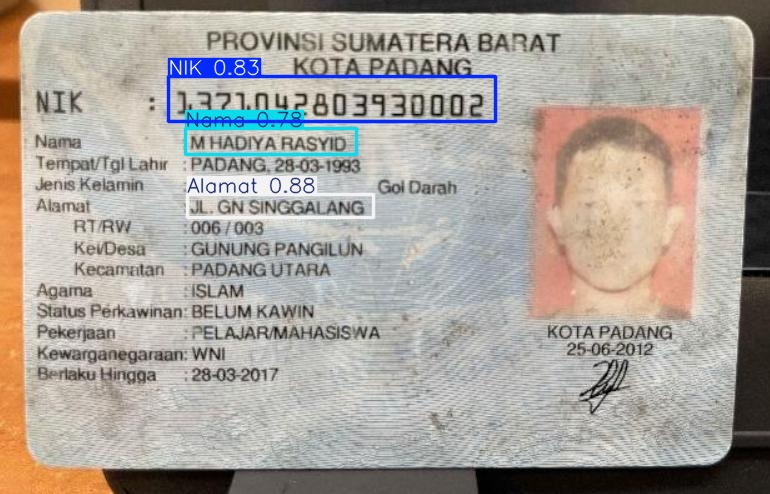 PROVINSI SUMATERA BARAT
KOTA PADANG
NIK 0.83
NIK : 1371042803930002
Nama 0.78
Nama M HADIYA RASYID
Tempat/Tgl Lahir : PADANG, 28-03-1993
Jenis Kelamin Gol Darah
Alamat 0.88
Alamat JL. GN SINGGALANG
RT/RW : 006 / 003
Kel/Desa : GUNUNG PANGILUN
Kecamatan : PADANG UTARA
Agama : ISLAM
Status Perkawinan: BELUM KAWIN
Pekerjaan : PELAJAR/MAHASISWA
Kewarganegaraan: WNI
Berlaku Hingga : 28-03-2017
KOTA PADANG
25-06-2012